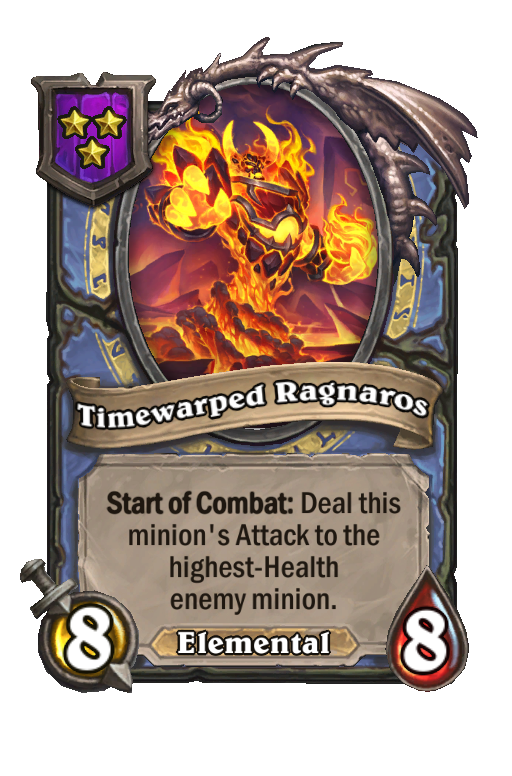 Timewarped Ragnaros
Start of Combat: Deal this
minion's Attack to the
highest-Health
enemy minion.
8
Elemental
8